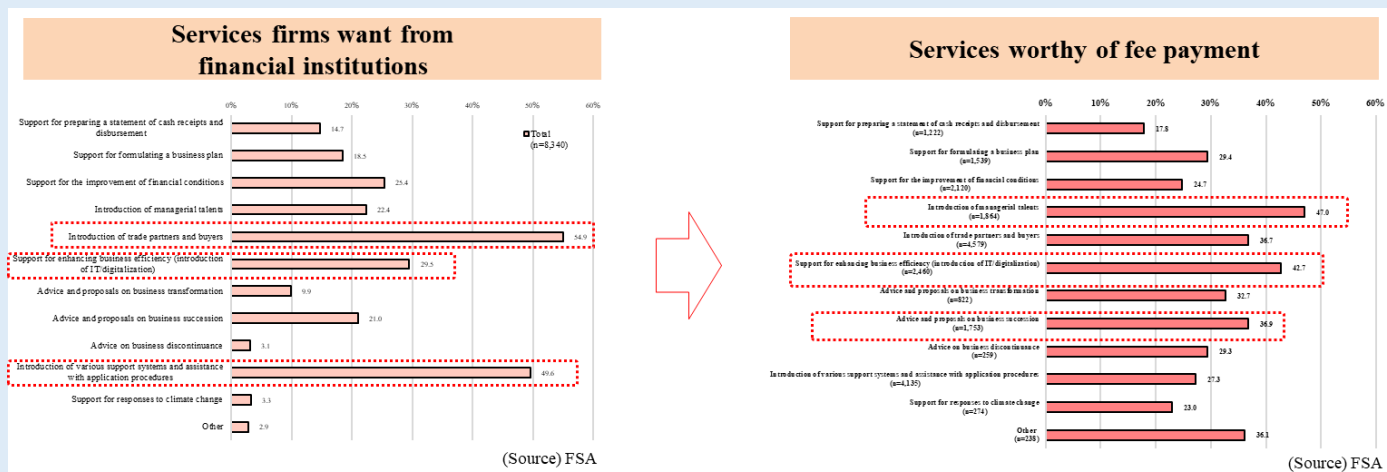 Services firms want from
financial institutions
0% 10% 20% 30% 40% 50% 60%
Support for preparing a statement of cash receipts and
disbursement
14.7
Total
(n=8,340)
Support for formulating a business plan
18.5
Support for the improvement of financial conditions
25.4
Introduction of managerial talents
22.4
Introduction of trade partners and buyers
54.9
Support for enhancing business efficiency (introduction
of IT/digitalization)
29.5
Advice and proposals on business transformation
9.9
Advice and proposals on business succession
21.0
Advice on business discontinuance
3.1
Introduction of various support systems and assistance
with application procedures
49.6
Support for responses to climate change
3.3
Other
2.9
(Source) FSA
Services worthy of fee payment
0% 10% 20% 30% 40% 50% 60%
Support for preparing a statement of cash receipts and disbursement
(n=1,222)
17.8
Support for formulating a business plan
(n=1,539)
29.4
Support for the improvement of financial conditions
(n=2,120)
24.7
Introduction of managerial talents
(n=1,864)
47.0
Introduction of trade partners and buyers
(n=4,579)
36.7
Support for enhancing business efficiency (introduction of IT/digitalization)
(n=2,460)
42.7
Advice and proposals on business transformation
(n=822)
32.7
Advice and proposals on business succession
(n=1,753)
36.9
Advice on business discontinuance
(n=259)
29.3
Introduction of various support systems and assistance with application procedures
(n=4,135)
27.3
Support for responses to climate change
(n=274)
23.0
Other
(n=238)
36.1
(Source) FSA